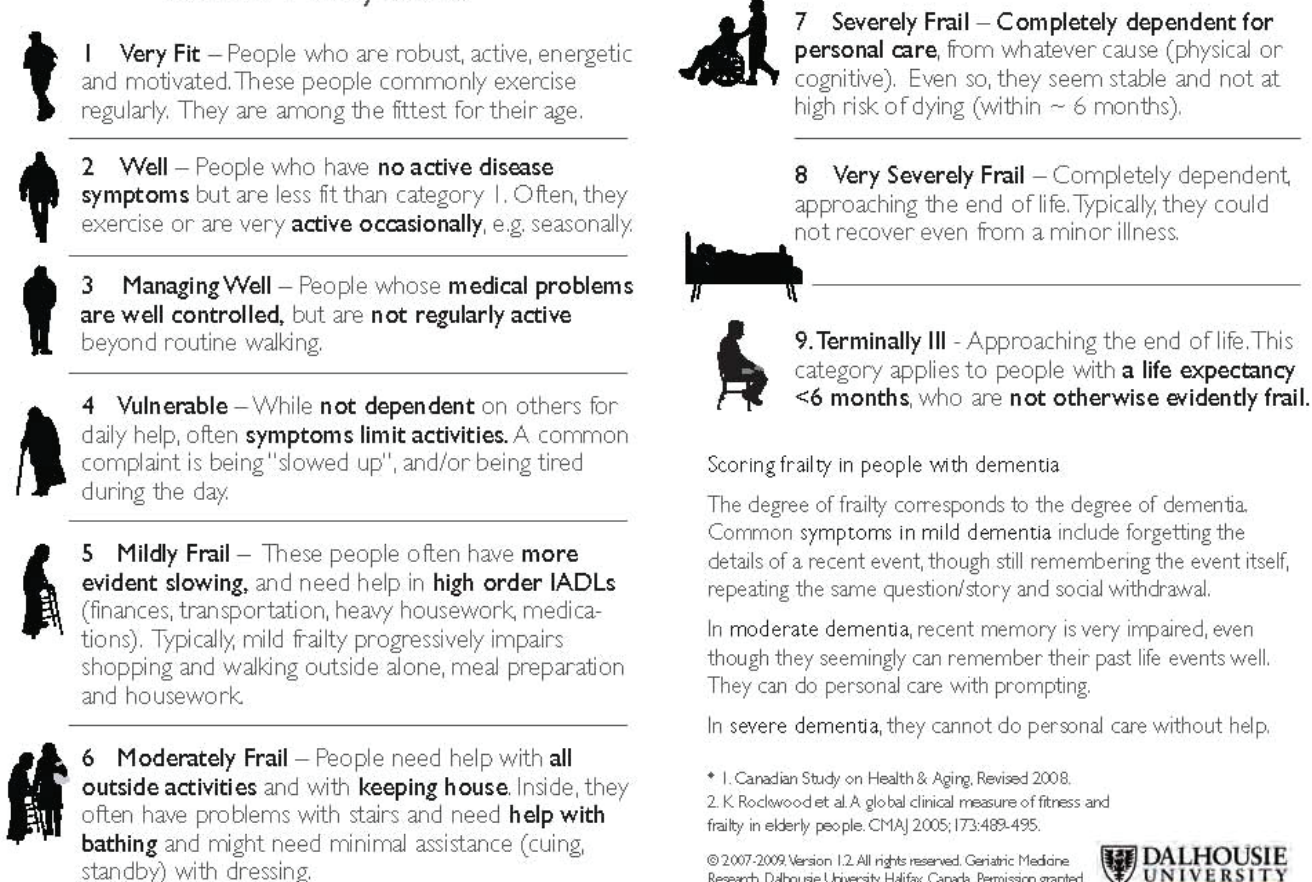 1 Very Fit – People who are robust, active, energetic
and motivated. These people commonly exercise
regularly. They are among the fittest for their age.
2 Well – People who have no active disease
symptoms but are less fit than category 1. Often, they
exercise or are very active occasionally, e.g. seasonally.
3 Managing Well – People whose medical problems
are well controlled, but are not regularly active
beyond routine walking.
4 Vulnerable – While not dependent on others for
daily help, often symptoms limit activities. A common
complaint is being "slowed up", and/or being tired
during the day.
5 Mildly Frail – These people often have more
evident slowing, and need help in high order IADLs
(finances, transportation, heavy housework, medica-
tions). Typically, mild frailty progressively impairs
shopping and walking outside alone, meal preparation
and housework.
6 Moderately Frail – People need help with all
outside activities and with keeping house. Inside, they
often have problems with stairs and need help with
bathing and might need minimal assistance (cuing,
standby) with dressing.
7 Severely Frail – Completely dependent for
personal care, from whatever cause (physical or
cognitive). Even so, they seem stable and not at
high risk of dying (within ~ 6 months).
8 Very Severely Frail – Completely dependent,
approaching the end of life. Typically, they could
not recover even from a minor illness.
9. Terminally Ill - Approaching the end of life. This
category applies to people with a life expectancy
<6 months, who are not otherwise evidently frail.
Scoring frailty in people with dementia
The degree of frailty corresponds to the degree of dementia.
Common symptoms in mild dementia include forgetting the
details of a recent event, though still remembering the event itself,
repeating the same question/story and social withdrawal.
In moderate dementia, recent memory is very impaired, even
though they seemingly can remember their past life events well.
They can do personal care with prompting.
In severe dementia, they cannot do personal care without help.
* 1. Canadian Study on Health & Aging, Revised 2008.
2. K. Rockwood et al. A global clinical measure of fitness and
frailty in elderly people. CMAJ 2005;173:489-495.
© 2007-2009. Version 1.2. All rights reserved. Geriatric Medicine
Research, Dalhousie University, Halifax, Canada. Permission granted
DALHOUSIE
UNIVERSITY